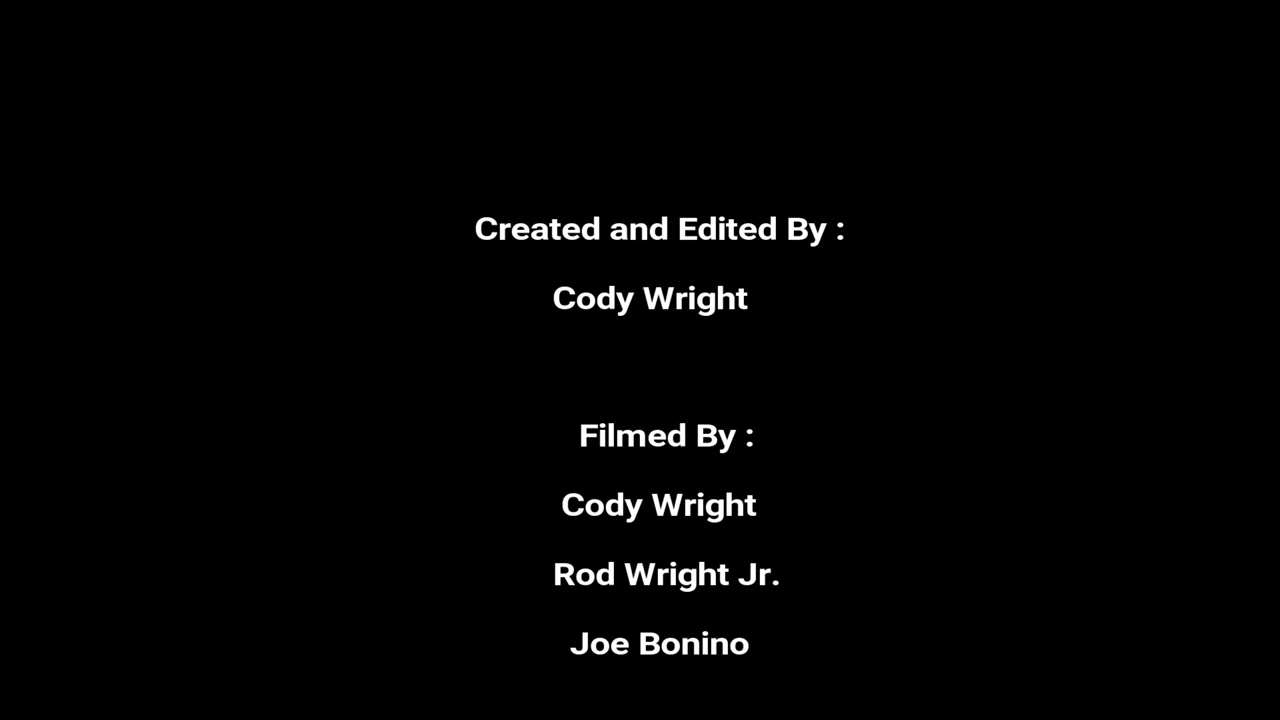 Created and Edited By :
Cody Wright
Filmed By :
Cody Wright
Rod Wright Jr.
Joe Bonino